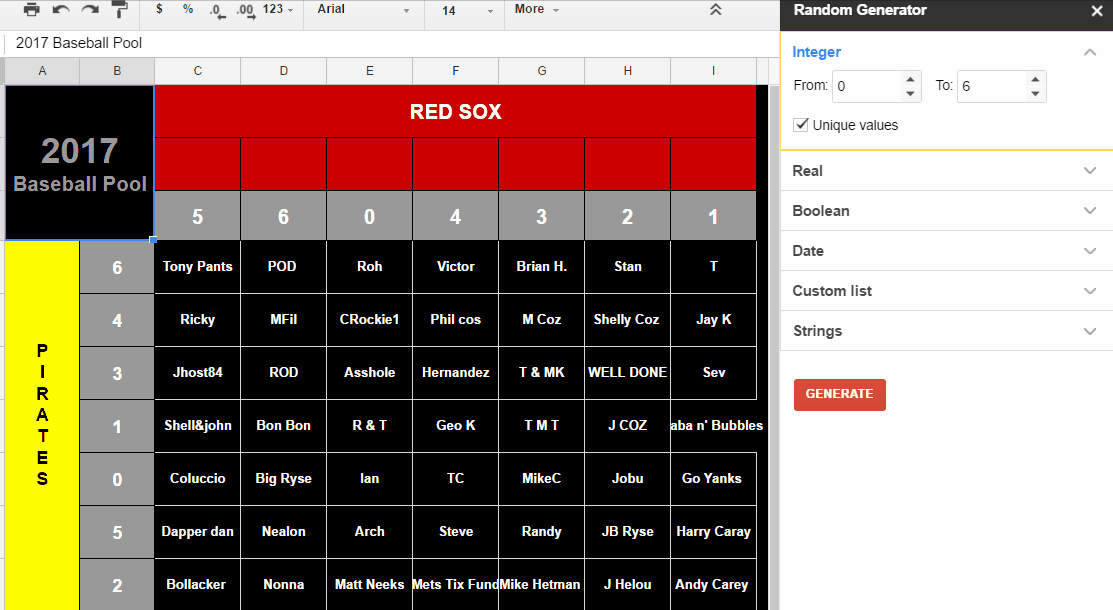 $ % .0 .00 123 Arial 14 More
Random Generator
2017 Baseball Pool
A B C D E F G H I
Integer
From: 0 To: 6
Unique values
Real
Boolean
Date
Custom list
Strings
GENERATE
2017
Baseball Pool
RED SOX
5 6 0 4 3 2 1
PIRATES
6 Tony Pants POD Roh Victor Brian H. Stan T
4 Ricky MFil CRockie1 Phil cos M Coz Shelly Coz Jay K
3 Jhost84 ROD Asshole Hernandez T & MK WELL DONE Sev
1 Shell&john Bon Bon R & T Geo K T M T J COZ aba n' Bubbles
0 Coluccio Big Ryse Ian TC MikeC Jobu Go Yanks
5 Dapper dan Nealon Arch Steve Randy JB Ryse Harry Caray
2 Bollacker Nonna Matt Neeks Mets Tix Fund Mike Hetman J Helou Andy Carey